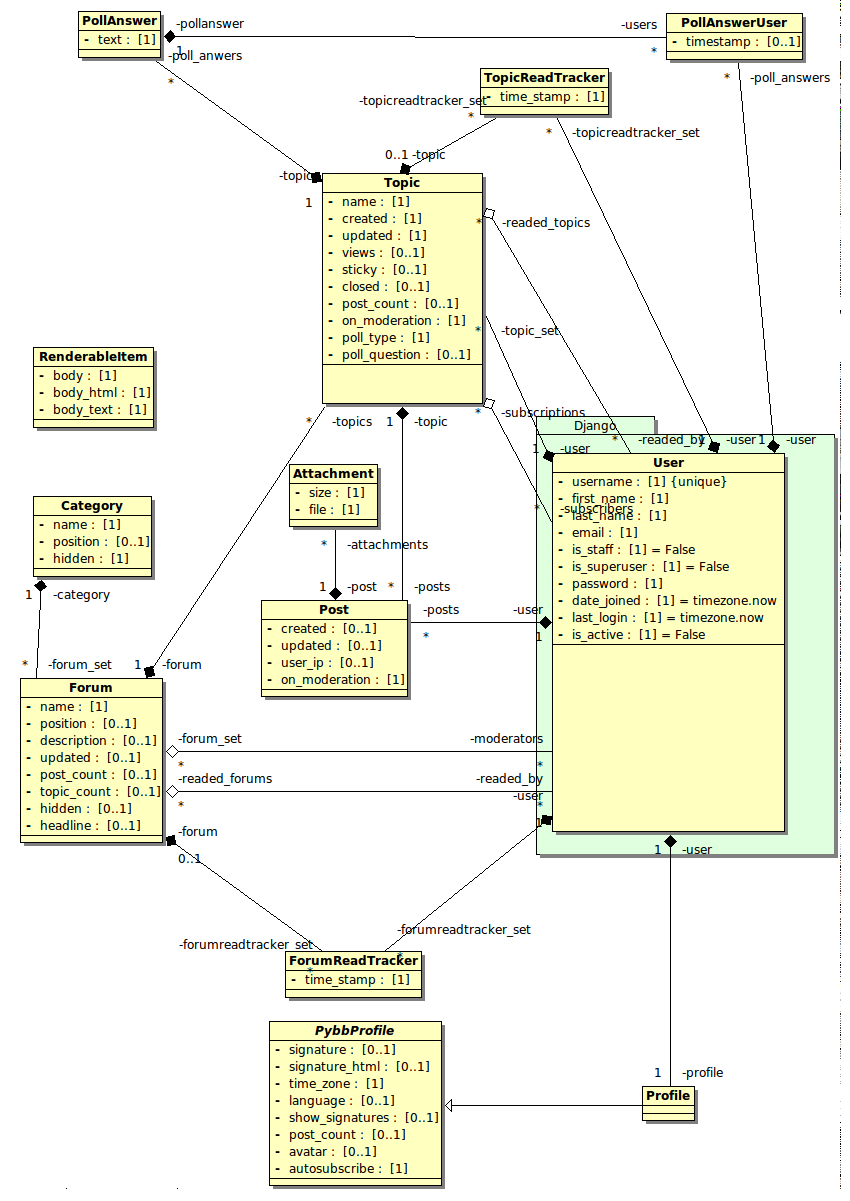 PollAnswer
- text : [1]
-pollanswer
1
-users
*
PollAnswerUser
- timestamp : [0..1]
-poll_anwers
*
*
-poll_answers
TopicReadTracker
- time_stamp : [1]
-topicreadtracker_set
*
*
-topicreadtracker_set
0..1 -topic
-topic
1
Topic
- name : [1]
- created : [1]
- updated : [1]
- views : [0..1]
- sticky : [0..1]
- closed : [0..1]
- post_count : [0..1]
- on_moderation : [1]
- poll_type : [1]
- poll_question : [0..1]
*
-readed_topics
*
-topic_set
*
-subscriptions
RenderableItem
- body : [1]
- body_html : [1]
- body_text : [1]
*
-topics
1
-topic
Django
*
-readed_by
1
-user
1
-user
1
-user
*
-subscribers
User
- username : [1] {unique}
- first_name : [1]
- last_name : [1]
- email : [1]
- is_staff : [1] = False
- is_superuser : [1] = False
- password : [1]
- date_joined : [1] = timezone.now
- last_login : [1] = timezone.now
- is_active : [1] = False
Attachment
- size : [1]
- file : [1]
*
-attachments
1
-post
*
-posts
Category
- name : [1]
- position : [0..1]
- hidden : [1]
1
-category
*
-forum_set
1
-forum
Post
- created : [0..1]
- updated : [0..1]
- user_ip : [0..1]
- on_moderation : [1]
-posts
*
-user
1
Forum
- name : [1]
- position : [0..1]
- description : [0..1]
- updated : [0..1]
- post_count : [0..1]
- topic_count : [0..1]
- hidden : [0..1]
- headline : [0..1]
-forum_set
*
-moderators
*
-readed_forums
*
-readed_by
*
-user
1
-forum
0..1
1
-user
-forumreadtracker_set
*
-forumreadtracker_set
*
ForumReadTracker
- time_stamp : [1]
PybbProfile
- signature : [0..1]
- signature_html : [0..1]
- time_zone : [1]
- language : [0..1]
- show_signatures : [0..1]
- post_count : [0..1]
- avatar : [0..1]
- autosubscribe : [1]
1
-profile
Profile